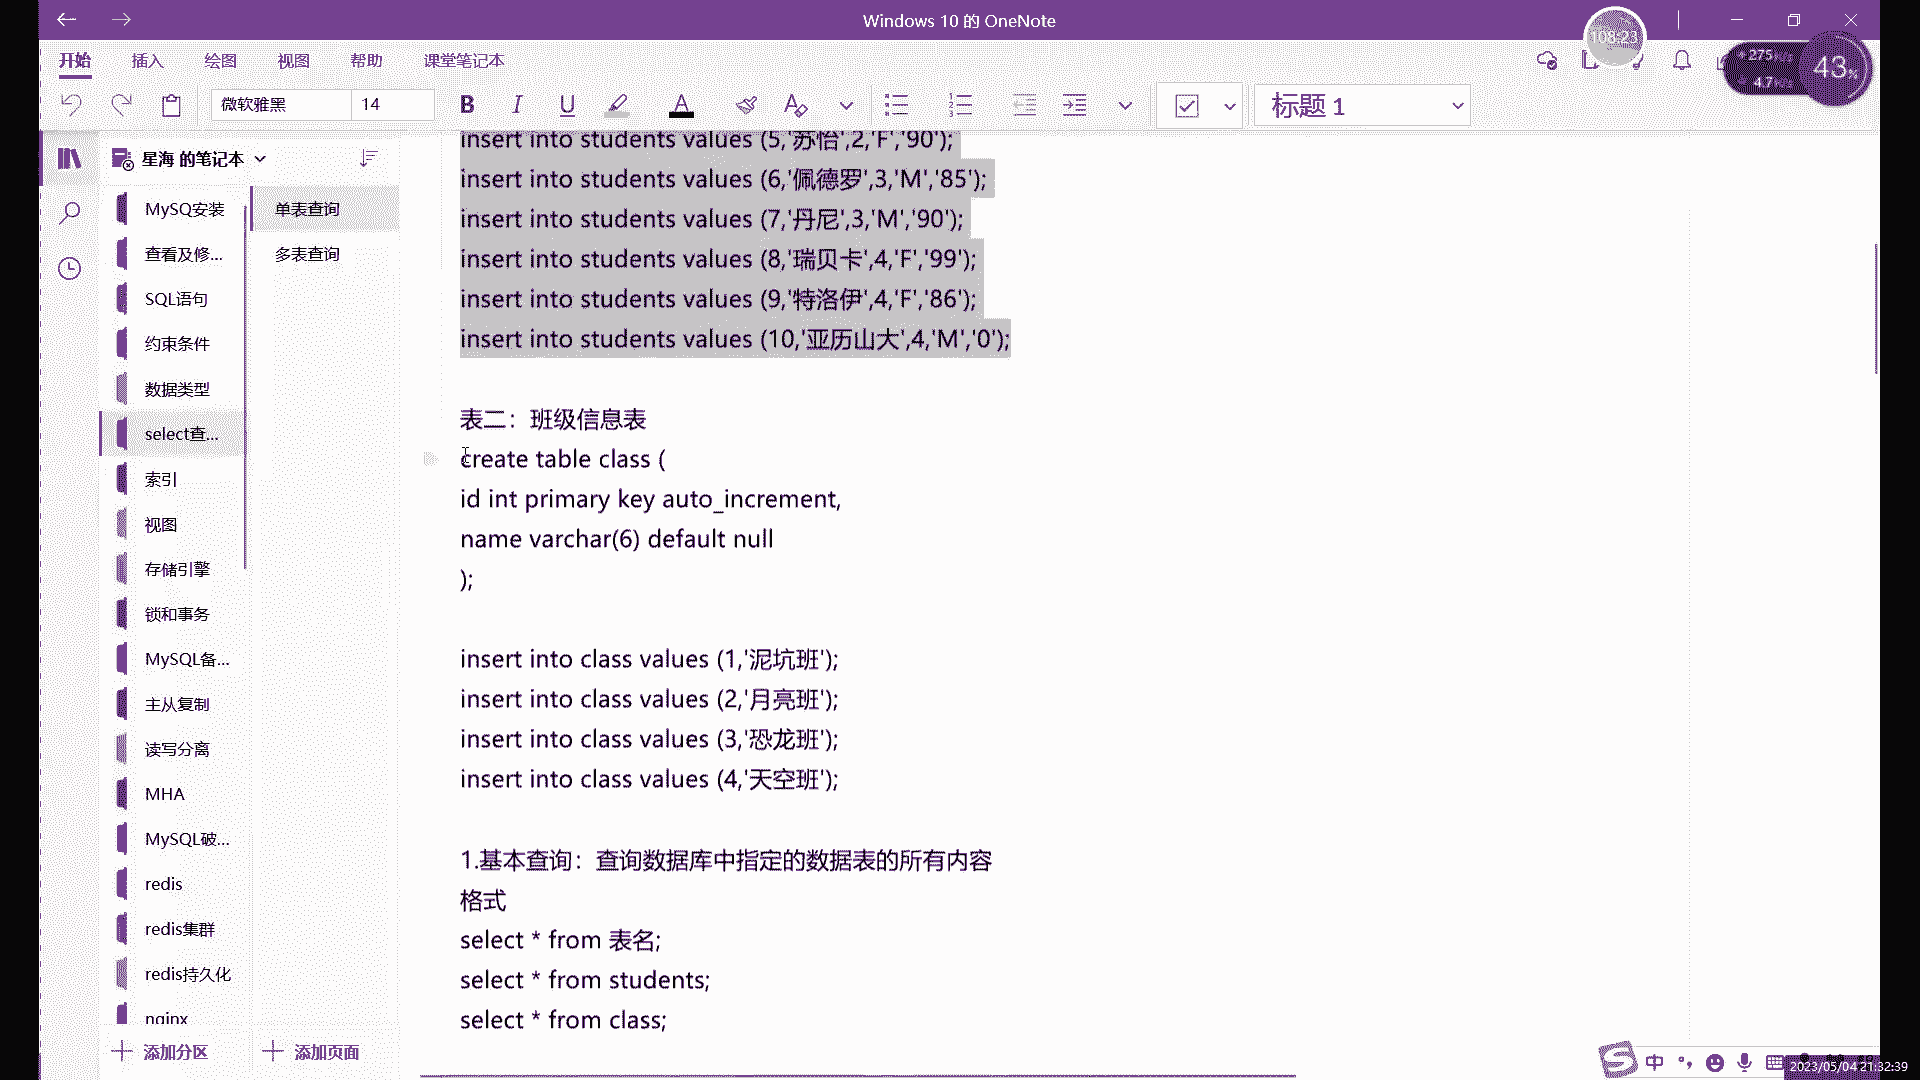 Windows 10 的 OneNote
108:23
开始 插入 绘图 视图 帮助 课堂笔记本
275
4.7
43%
微软雅黑 14 B I U A 标题 1
星海 的笔记本
MySQ安装
查看及修...
SQL语句
约束条件
数据类型
select查...
索引
视图
存储引擎
锁和事务
MySQL备...
主从复制
读写分离
MHA
MySQL破...
redis
redis集群
redis持久化
nginx
添加分区
单表查询
多表查询
添加页面
insert into students values (5,'苏怡',2,'F','90');
insert into students values (6,'佩德罗',3,'M','85');
insert into students values (7,'丹尼',3,'M','90');
insert into students values (8,'瑞贝卡',4,'F','99');
insert into students values (9,'特洛伊',4,'F','86');
insert into students values (10,'亚历山大',4,'M','0');
表二：班级信息表
create table class (
id int primary key auto_increment,
name varchar(6) default null
);
insert into class values (1,'泥坑班');
insert into class values (2,'月亮班');
insert into class values (3,'恐龙班');
insert into class values (4,'天空班');
1.基本查询：查询数据库中指定的数据表的所有内容
格式
select * from 表名;
select * from students;
select * from class;
中
2023/05/04 21:32:39